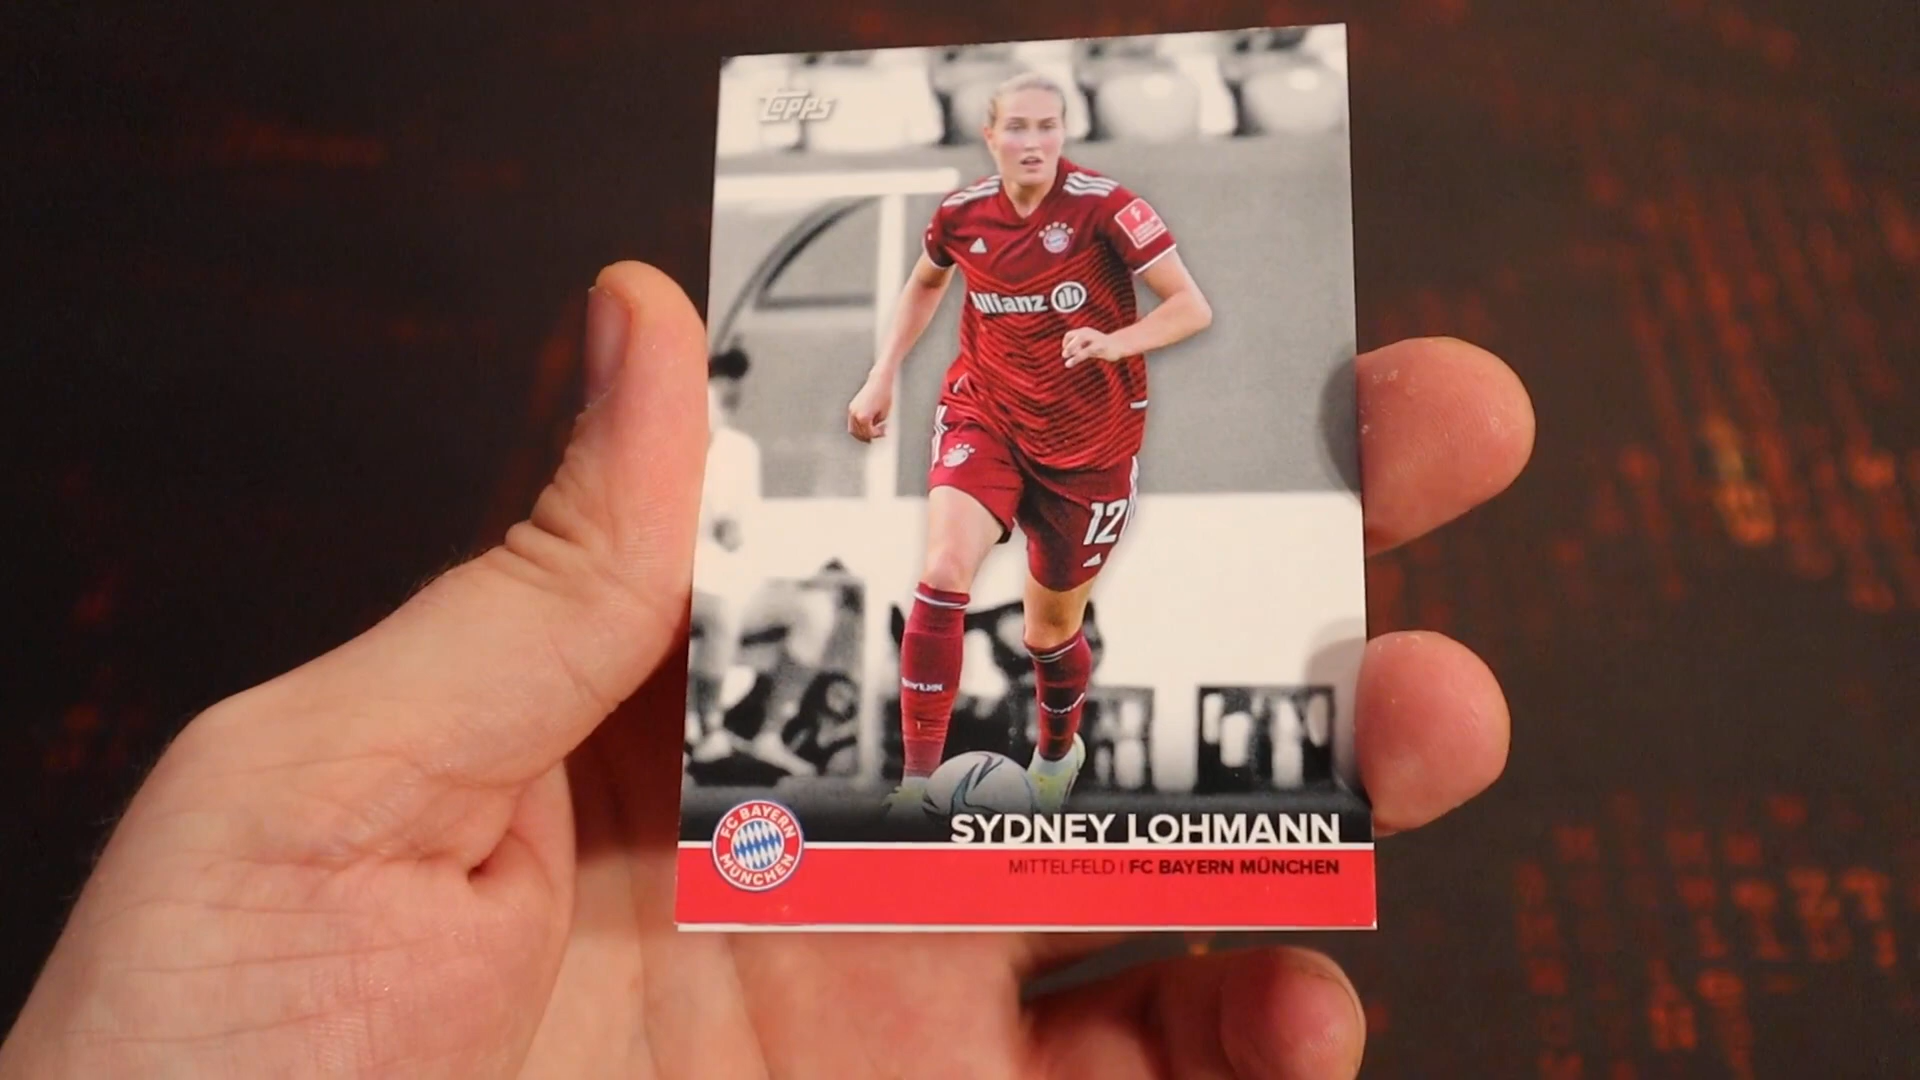 Topps
Allianz
12
SYDNEY LOHMANN
MITTELFELD | FC BAYERN MÜNCHEN
FC BAYERN
MÜNCHEN